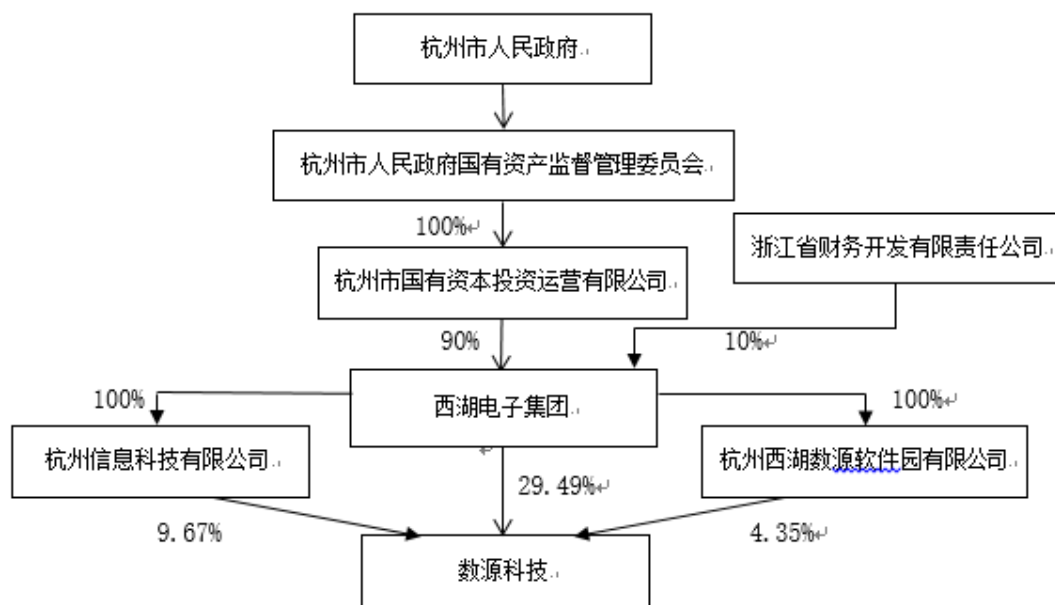 杭州市人民政府
杭州市人民政府国有资产监督管理委员会
100%
浙江省财务开发有限责任公司
杭州市国有资本投资运营有限公司
90%
10%
西湖电子集团
100%
100%
杭州信息科技有限公司
杭州西湖数源软件园有限公司
29.49%
9.67%
4.35%
数源科技